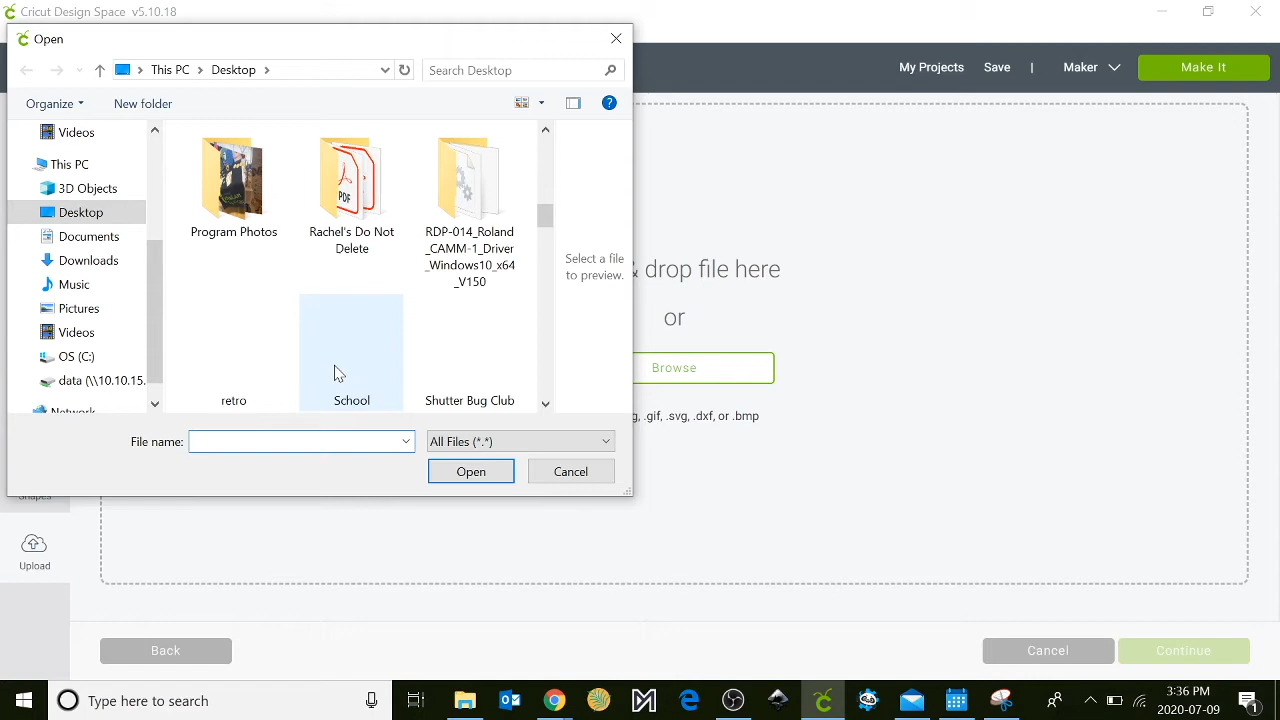 Cricut Design Space v5.10.18
Open
This PC
Desktop
Search Desktop
My Projects
Save
|
Maker
Make It
Organize
New folder
Videos
This PC
3D Objects
Desktop
Documents
Downloads
Music
Pictures
Videos
OS (C:)
data (\\10.10.15.
Network
Program Photos
Rachel's Do Not
Delete
RDP-014_Roland
_CAMM-1_Driver
_Windows10_x64
_V150
PDF
retro
School
Shutter Bug Club
Select a file
to preview.
File name:
All Files (*.*)
Open
Cancel
& drop file here
or
Browse
.gif, .svg, .dxf, or .bmp
Shapes
Upload
Back
Cancel
Continue
Type here to search
3:36 PM
2020-07-09
1